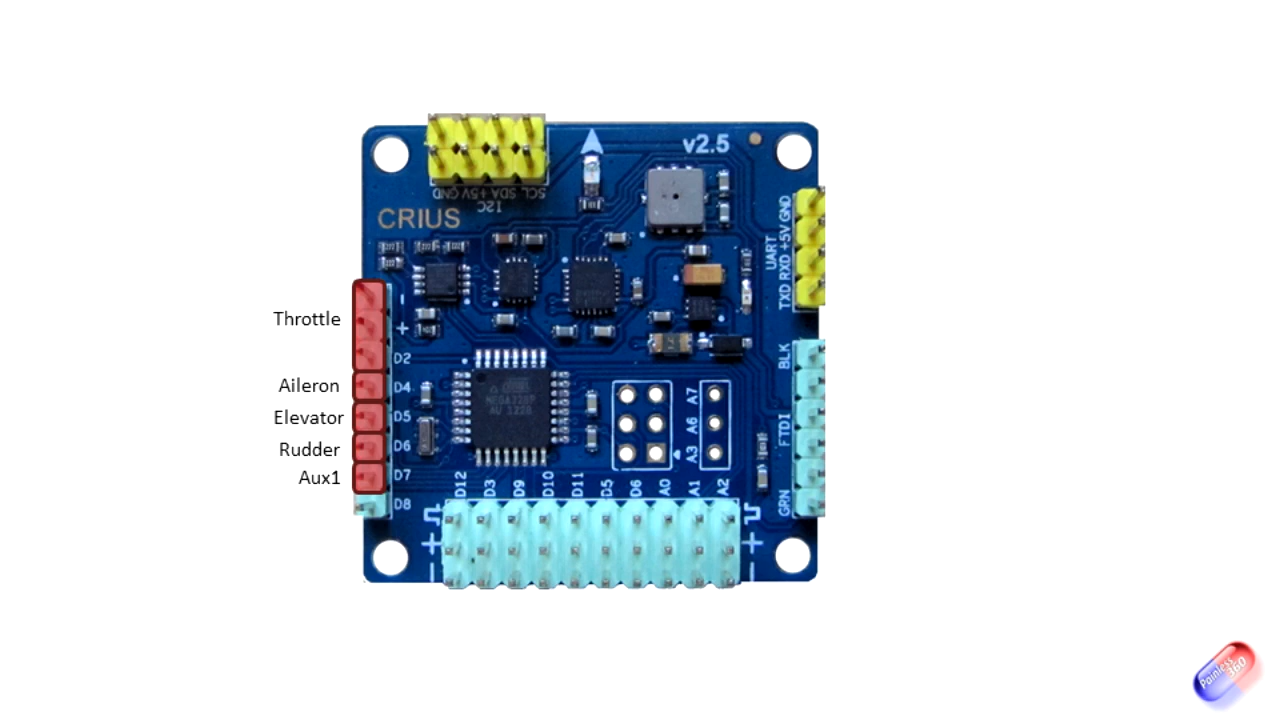 v2.5
GND SDA +5V SCL
I2C
CRIUS
UART
TXD RXD +5V GND
Throttle
-
+
D2
Aileron
D4
Elevator
D5
Rudder
D6
Aux1
D7
D8
BLK
FTDI
GRN
A7
A6
A3
D12 D3 D9 D10 D11 D5 D6 A0 A1 A2
+ +
- -
Painless
360